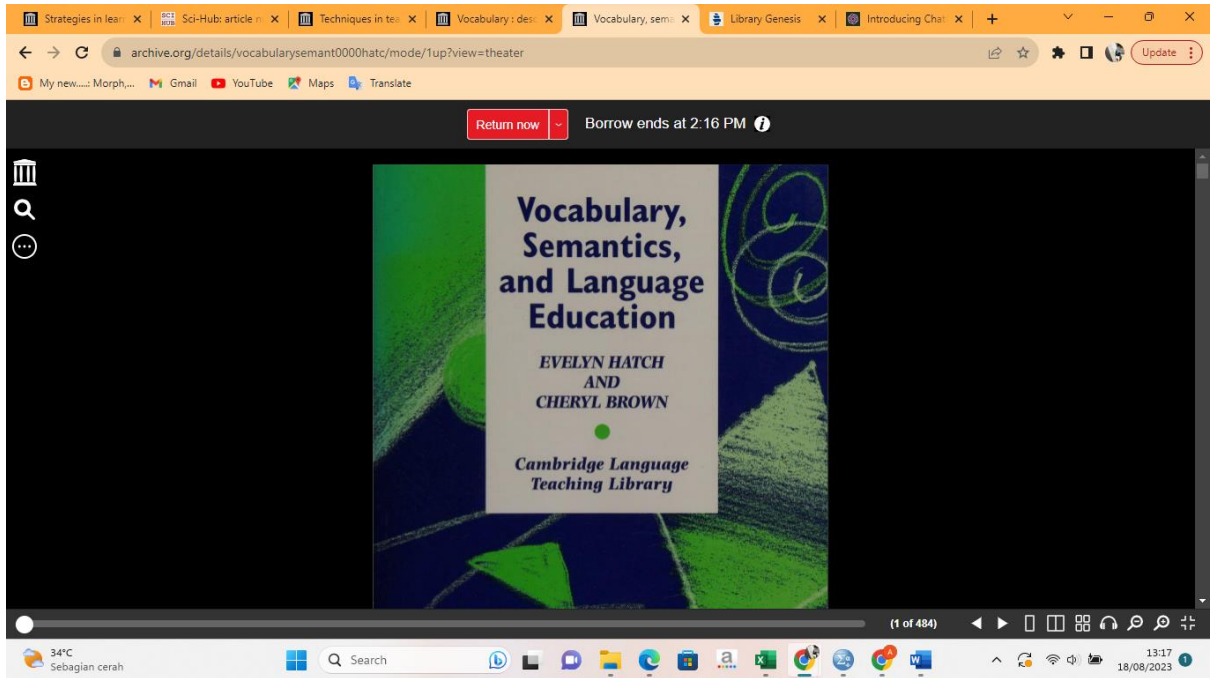 Strategies in lear
Sci-Hub: article n
Techniques in tea
Vocabulary : desc
Vocabulary, sema
Library Genesis
Introducing Chat
archive.org/details/vocabularysemant0000hatc/mode/1up?view=theater
Update
My new....: Morph,...
Gmail
YouTube
Maps
Translate
Return now
Borrow ends at 2:16 PM
Vocabulary,
Semantics,
and Language
Education
EVELYN HATCH
AND
CHERYL BROWN
Cambridge Language
Teaching Library
(1 of 484)
34°C
Sebagian cerah
Search
13:17
18/08/2023
1